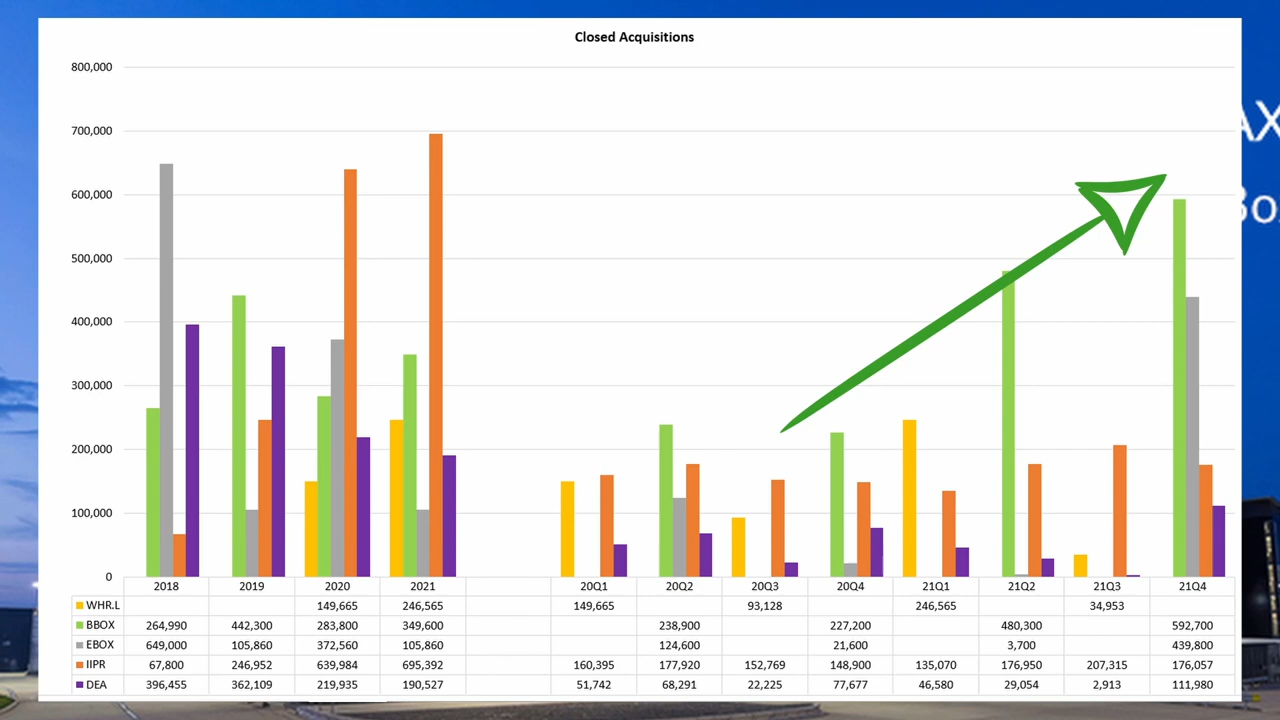 Closed Acquisitions
800,000
700,000
600,000
500,000
400,000
300,000
200,000
100,000
0
2018 2019 2020 2021 20Q1 20Q2 20Q3 20Q4 21Q1 21Q2 21Q3 21Q4
WHR.L 149,665 246,565 149,665 93,128 246,565 34,953
BBOX 264,990 442,300 283,800 349,600 238,900 227,200 480,300 592,700
EBOX 649,000 105,860 372,560 105,860 124,600 21,600 3,700 439,800
IIPR 67,800 246,952 639,984 695,392 160,395 177,920 152,769 148,900 135,070 176,950 207,315 176,057
DEA 396,455 362,109 219,935 190,527 51,742 68,291 22,225 77,677 46,580 29,054 2,913 111,980